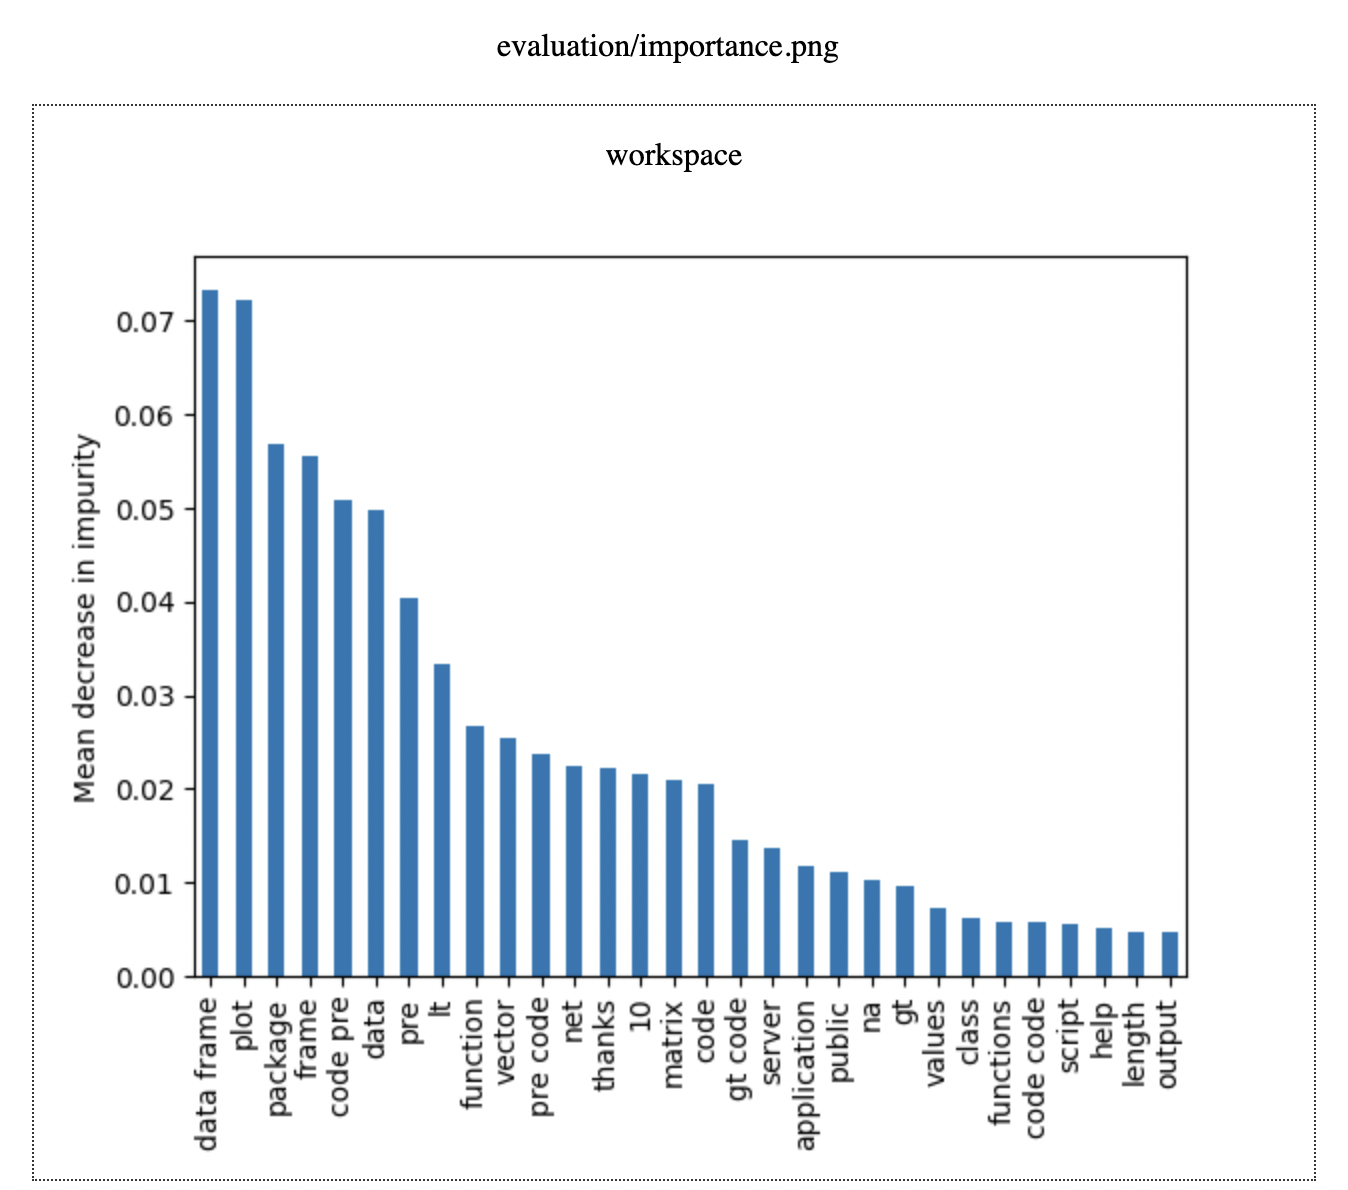 evaluation/importance.png
workspace
Mean decrease in impurity
0.07
0.06
0.05
0.04
0.03
0.02
0.01
0.00
data frame
plot
package
frame
code pre
data
pre
lt
function
vector
pre code
net
thanks
10
matrix
code
gt code
server
application
public
na
gt
values
class
functions
code code
script
help
length
output